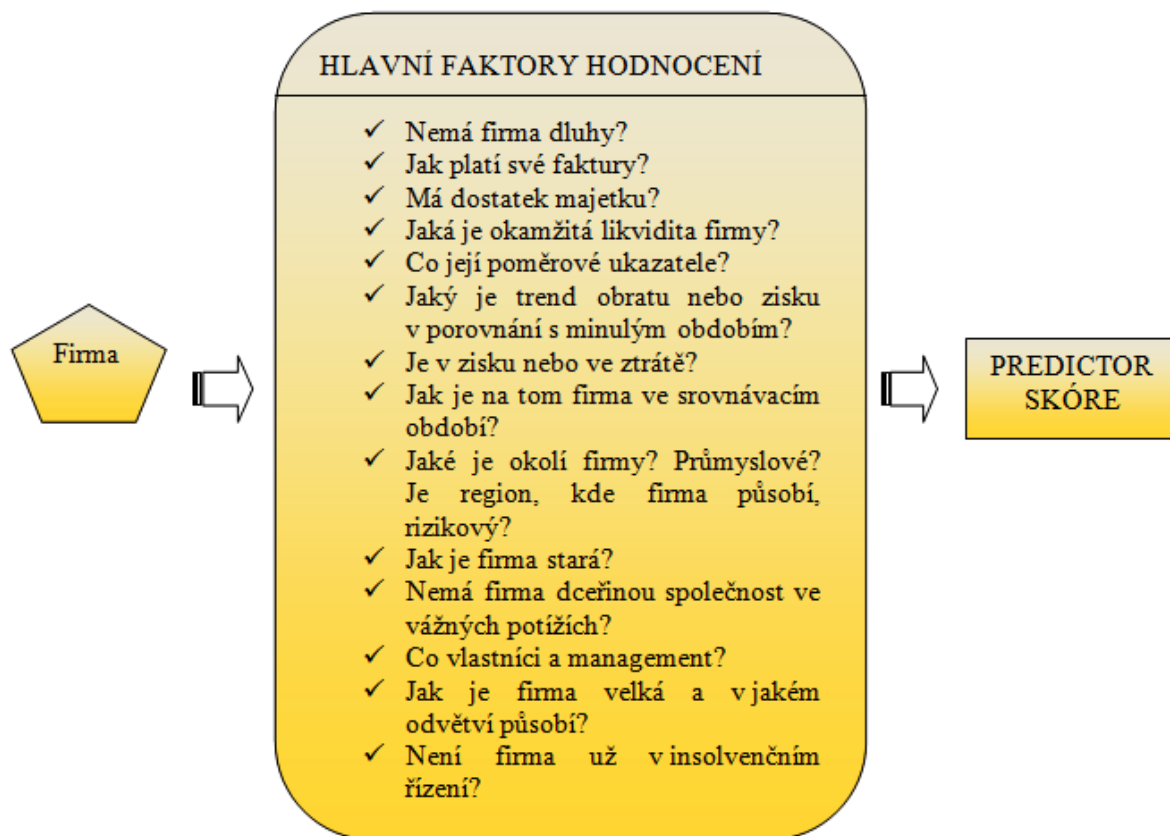 HLAVNÍ FAKTORY HODNOCENÍ
✓ Nemá firma dluhy?
✓ Jak platí své faktury?
✓ Má dostatek majetku?
✓ Jaká je okamžitá likvidita firmy?
✓ Co její poměrové ukazatele?
✓ Jaký je trend obratu nebo zisku
v porovnání s minulým obdobím?
✓ Je v zisku nebo ve ztrátě?
✓ Jak je na tom firma ve srovnávacím
období?
✓ Jaké je okolí firmy? Průmyslové?
Je region, kde firma působí,
rizikový?
✓ Jak je firma stará?
✓ Nemá firma dceřinou společnost ve
vážných potížích?
✓ Co vlastníci a management?
✓ Jak je firma velká a v jakém
odvětví působí?
✓ Není firma už v insolvenčním
řízení?
Firma
PREDICTOR
SKÓRE